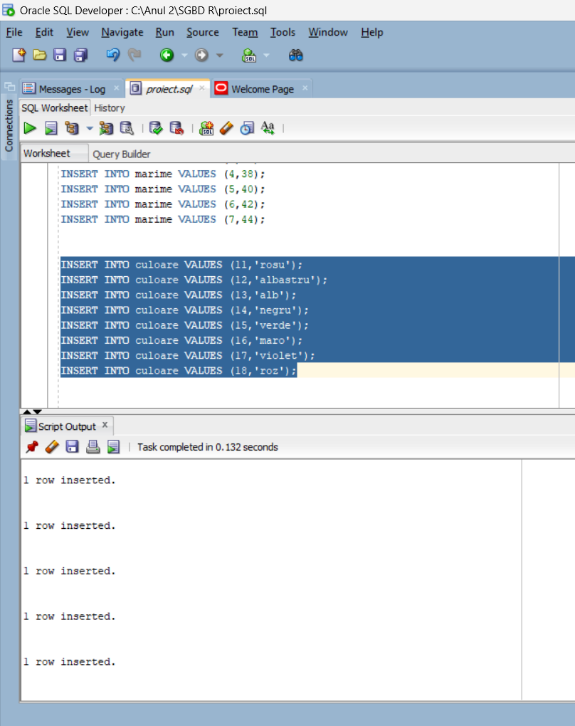 Oracle SQL Developer : C:\Anul 2\SGBD R\proiect.sql
File Edit View Navigate Run Source Team Tools Window Help
Messages - Log × proiect.sql × Welcome Page ×
Connections
SQL Worksheet History
Worksheet Query Builder
INSERT INTO marime VALUES (4,38);
INSERT INTO marime VALUES (5,40);
INSERT INTO marime VALUES (6,42);
INSERT INTO marime VALUES (7,44);
INSERT INTO culoare VALUES (11,'rosu');
INSERT INTO culoare VALUES (12,'albastru');
INSERT INTO culoare VALUES (13,'alb');
INSERT INTO culoare VALUES (14,'negru');
INSERT INTO culoare VALUES (15,'verde');
INSERT INTO culoare VALUES (16,'maro');
INSERT INTO culoare VALUES (17,'violet');
INSERT INTO culoare VALUES (18,'roz');
Script Output ×
Task completed in 0.132 seconds
1 row inserted.
1 row inserted.
1 row inserted.
1 row inserted.
1 row inserted.